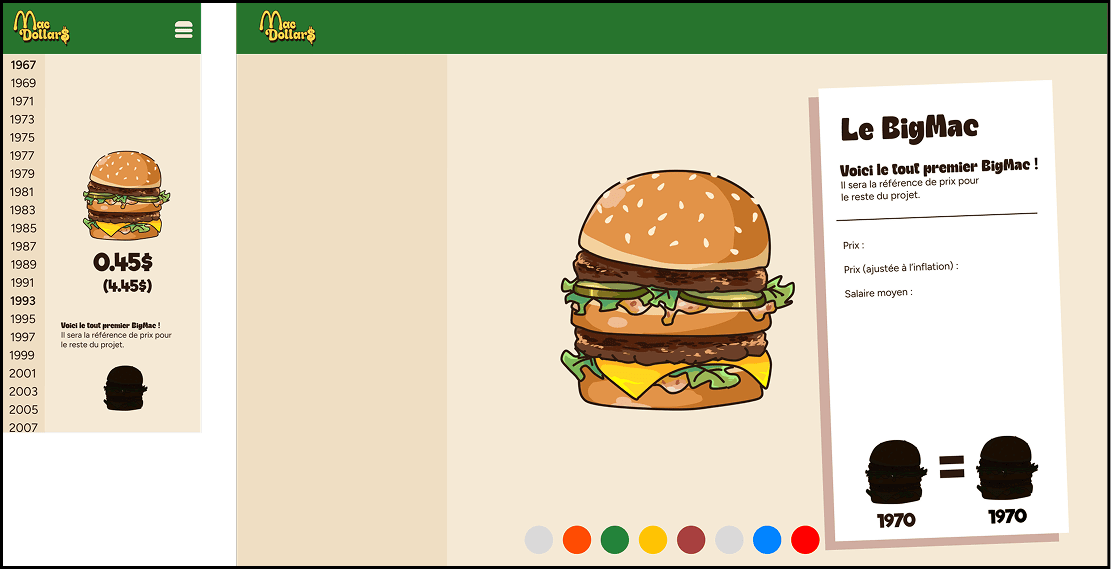 Mac
Dollar$
1967
1969
1971
1973
1975
1977
1979
1981
1983
1985
1987
1989
1991
1993
1995
1997
1999
2001
2003
2005
2007
0.45$
(4.45$)
Voici le tout premier BigMac !
Il sera la référence de prix pour
le reste du projet.
Mac
Dollar$
Le BigMac
Voici le tout premier BigMac !
Il sera la référence de prix pour
le reste du projet.
Prix :
Prix (ajustée à l'inflation) :
Salaire moyen :
=
1970
1970